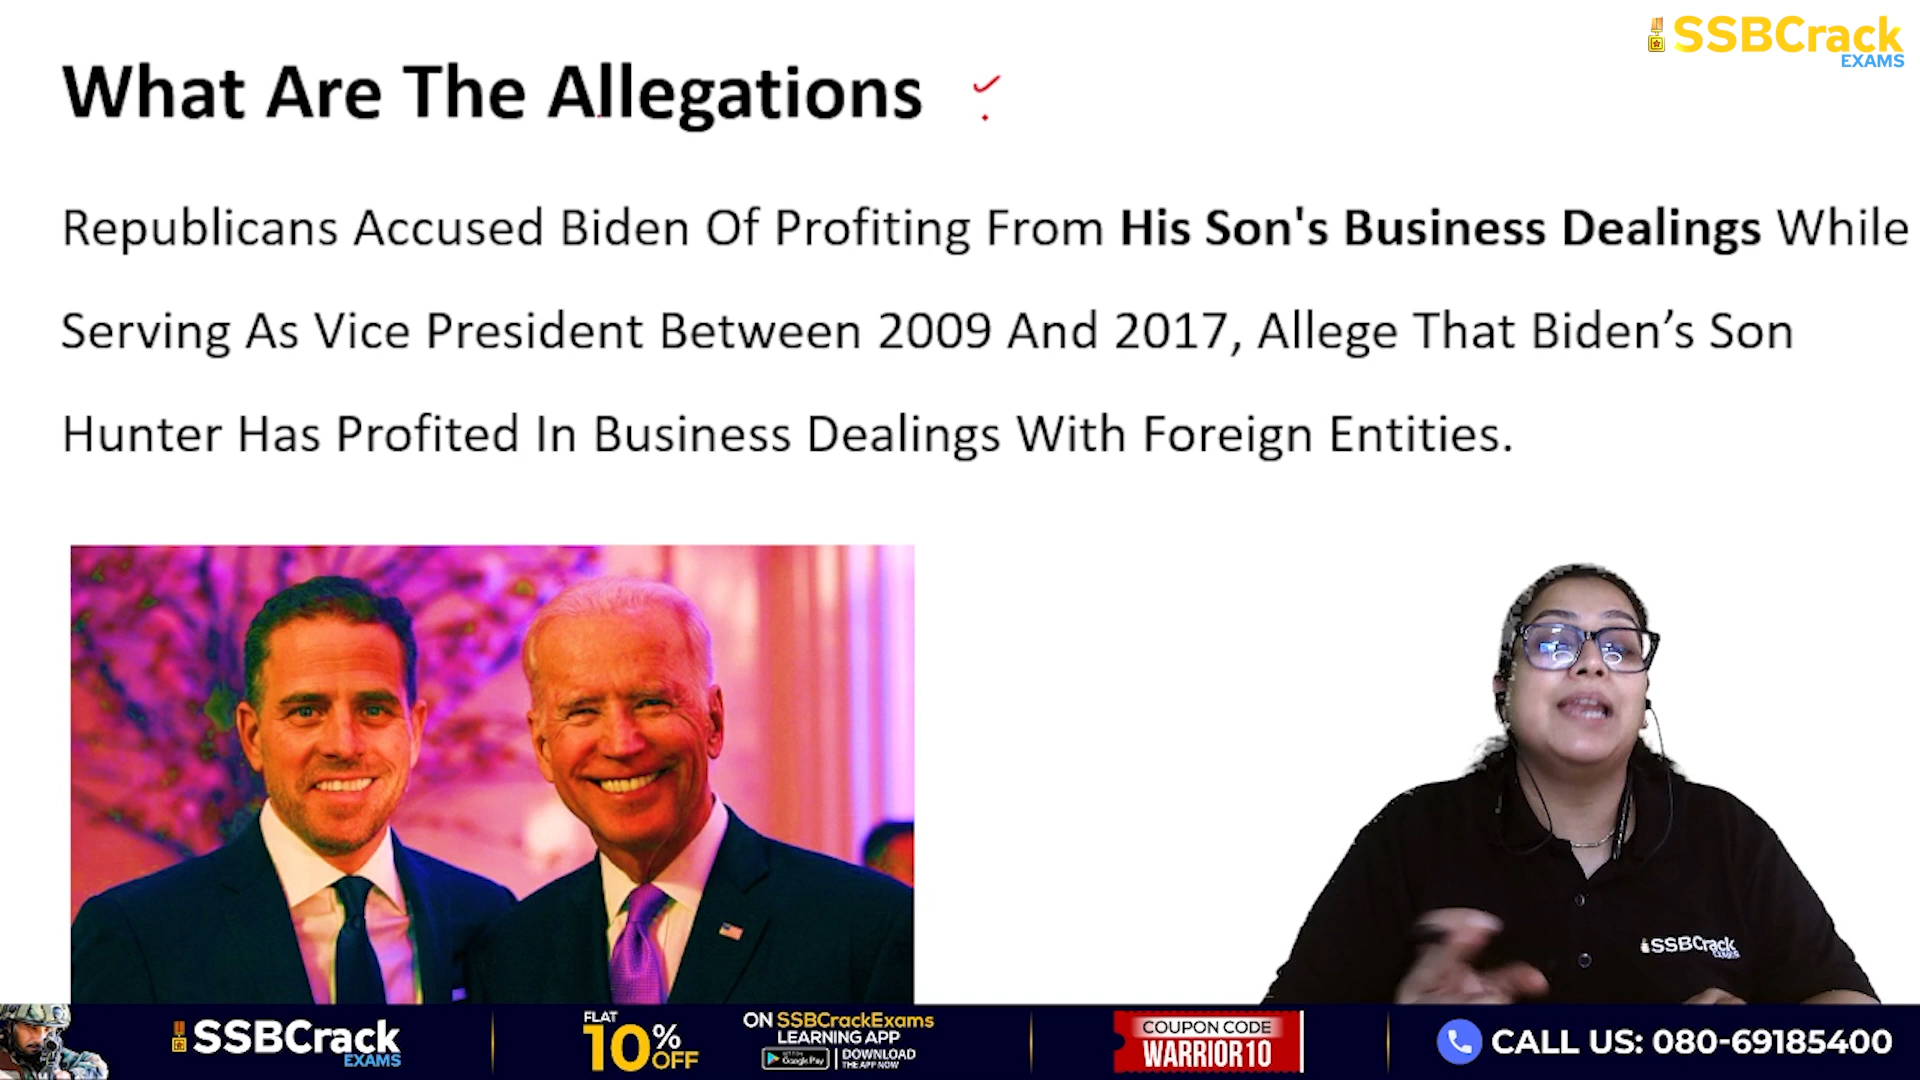 SSBCrack
EXAMS
What Are The Allegations
Republicans Accused Biden Of Profiting From His Son's Business Dealings While
Serving As Vice President Between 2009 And 2017, Allege That Biden’s Son
Hunter Has Profited In Business Dealings With Foreign Entities.
SSBCrack
SSBCrack
EXAMS
FLAT
10% OFF
ON SSBCrackExams
LEARNING APP
Google Play
DOWNLOAD
THE APP NOW
COUPON CODE
WARRIOR10
CALL US: 080-69185400